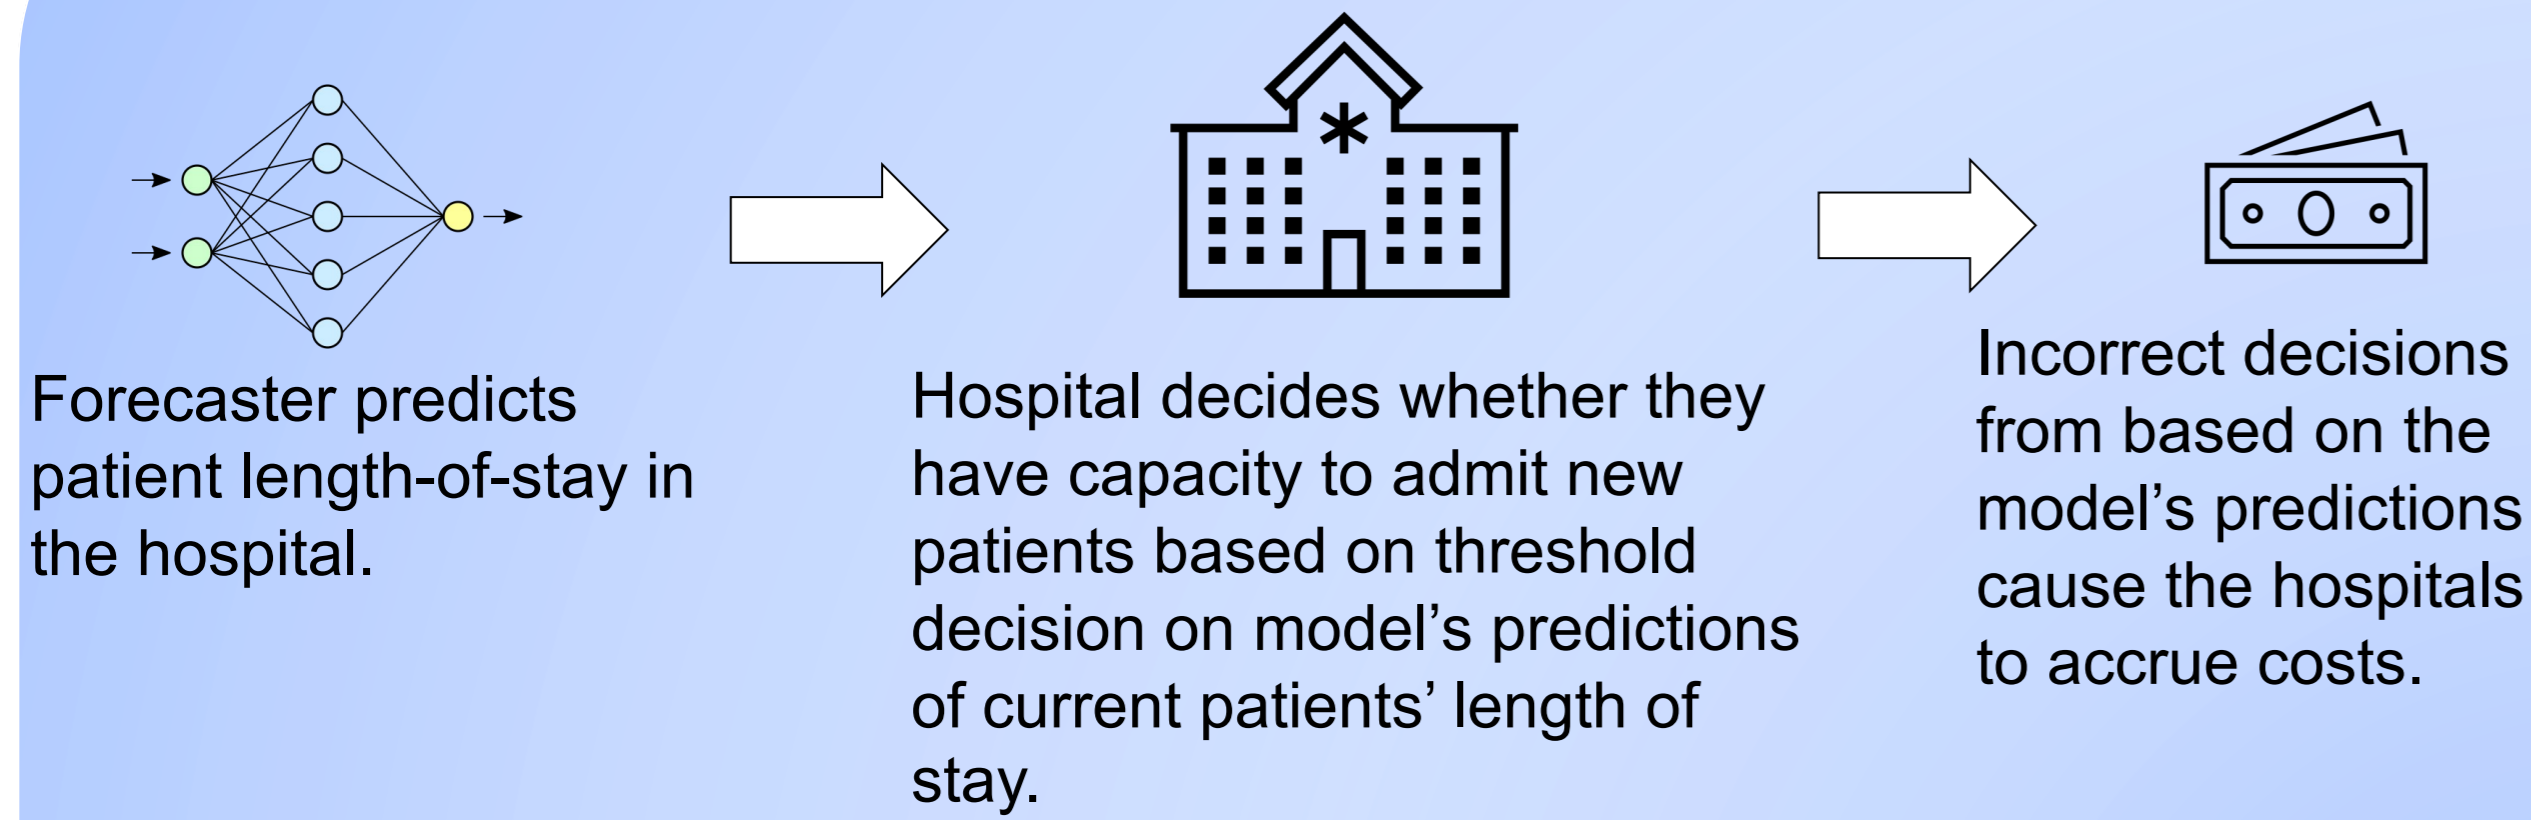 Forecaster predicts
patient length-of-stay in
the hospital.
Hospital decides whether they
have capacity to admit new
patients based on threshold
decision on model’s predictions
of current patients’ length of
stay.
Incorrect decisions
from based on the
model’s predictions
cause the hospitals
to accrue costs.